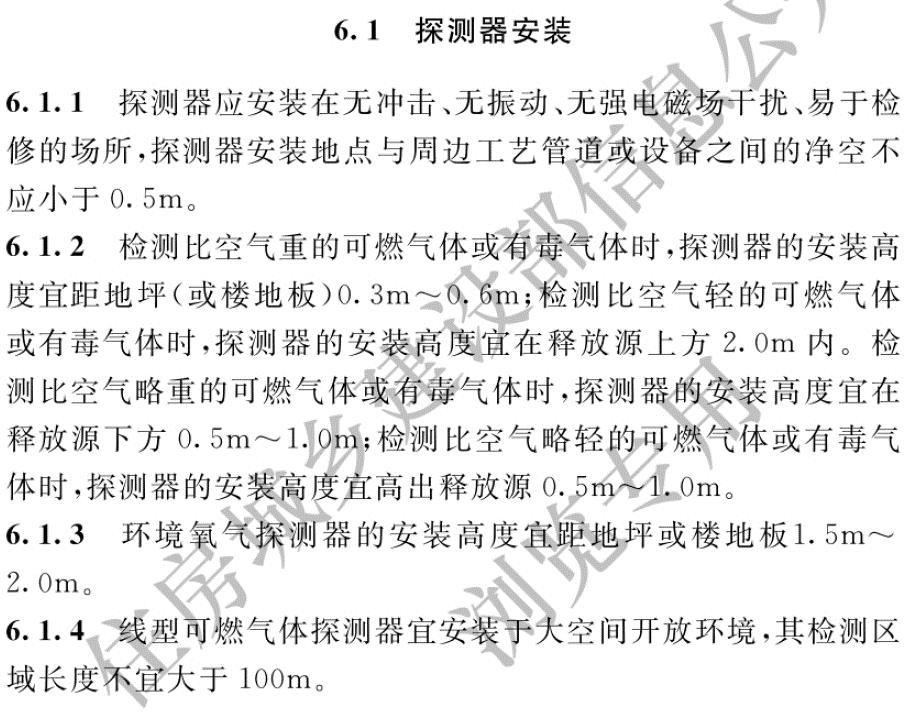 6.1 探测器安装
6.1.1 探测器应安装在无冲击、无振动、无强电磁场干扰、易于检
修的场所,探测器安装地点与周边工艺管道或设备之间的净空不
应小于 0.5m。
6.1.2 检测比空气重的可燃气体或有毒气体时,探测器的安装高
度宜距地坪(或楼地板)0.3m～0.6m;检测比空气轻的可燃气体
或有毒气体时,探测器的安装高度宜在释放源上方 2.0m 内。检
测比空气略重的可燃气体或有毒气体时,探测器的安装高度宜在
释放源下方 0.5m～1.0m;检测比空气略轻的可燃气体或有毒气
体时,探测器的安装高度宜高出释放源 0.5m～1.0m。
6.1.3 环境氧气探测器的安装高度宜距地坪或楼地板1.5m～
2.0m。
6.1.4 线型可燃气体探测器宜安装于大空间开放环境,其检测区
域长度不宜大于 100m。
住房城乡建设部信息公
浏览专用